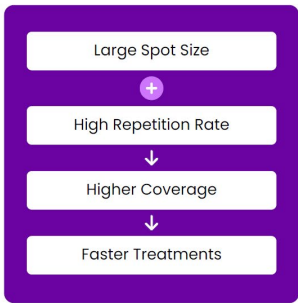 Large Spot Size
+
High Repetition Rate
Higher Coverage
Faster Treatments